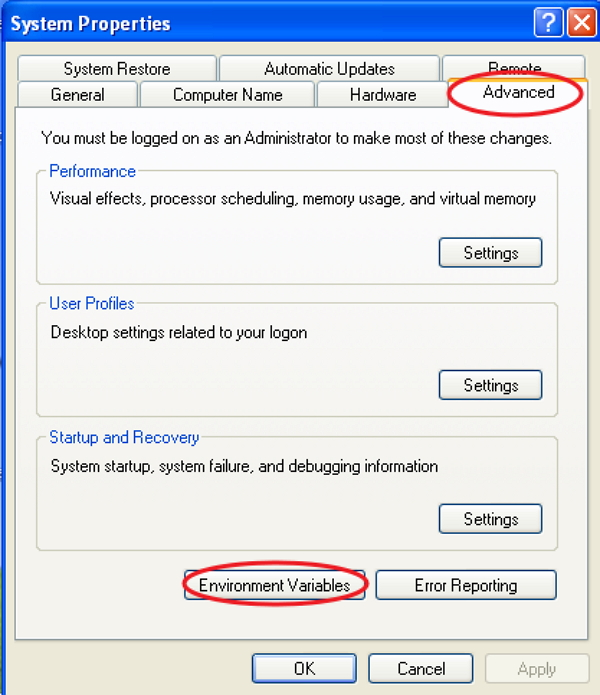 System Properties
System Restore Automatic Updates Remote
General Computer Name Hardware Advanced
You must be logged on as an Administrator to make most of these changes.
Performance
Visual effects, processor scheduling, memory usage, and virtual memory
Settings
User Profiles
Desktop settings related to your logon
Settings
Startup and Recovery
System startup, system failure, and debugging information
Settings
Environment Variables Error Reporting
OK Cancel Apply